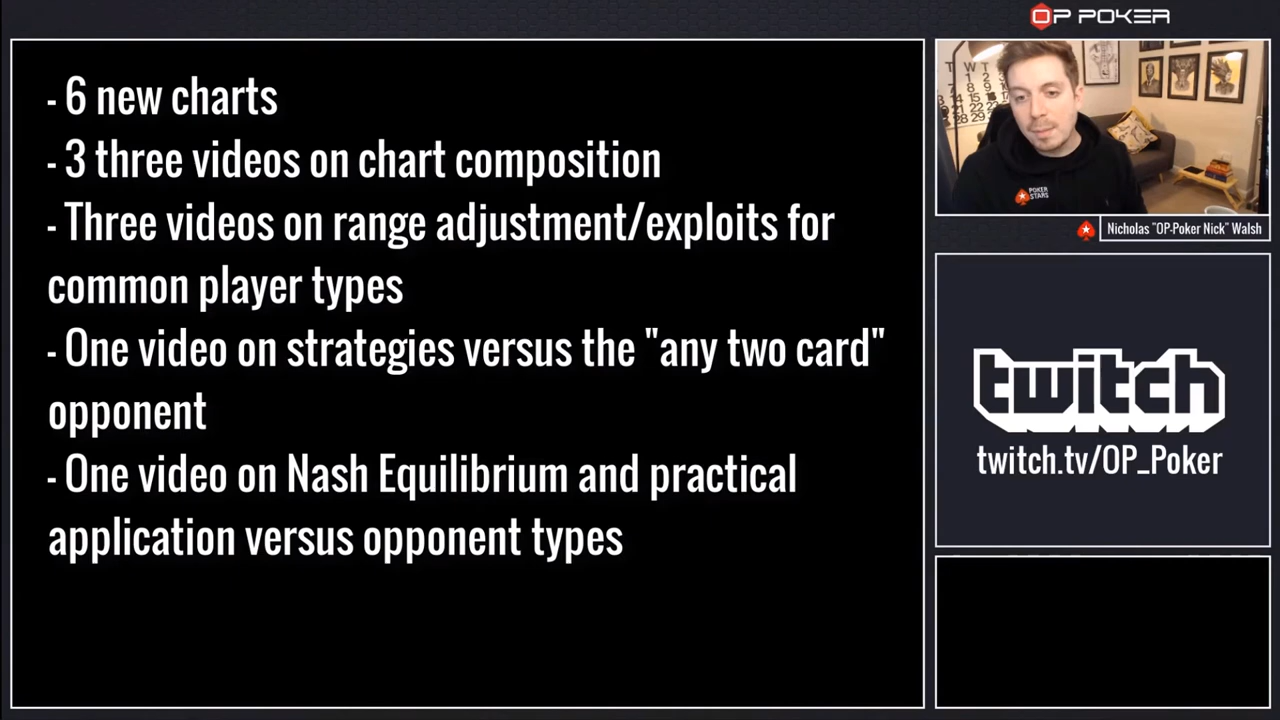 OP POKER
- 6 new charts
- 3 three videos on chart composition
- Three videos on range adjustment/exploits for
common player types
- One video on strategies versus the "any two card"
opponent
- One video on Nash Equilibrium and practical
application versus opponent types
POKER
STARS
Nicholas "OP-Poker Nick" Walsh
twitch
twitch.tv/OP_Poker